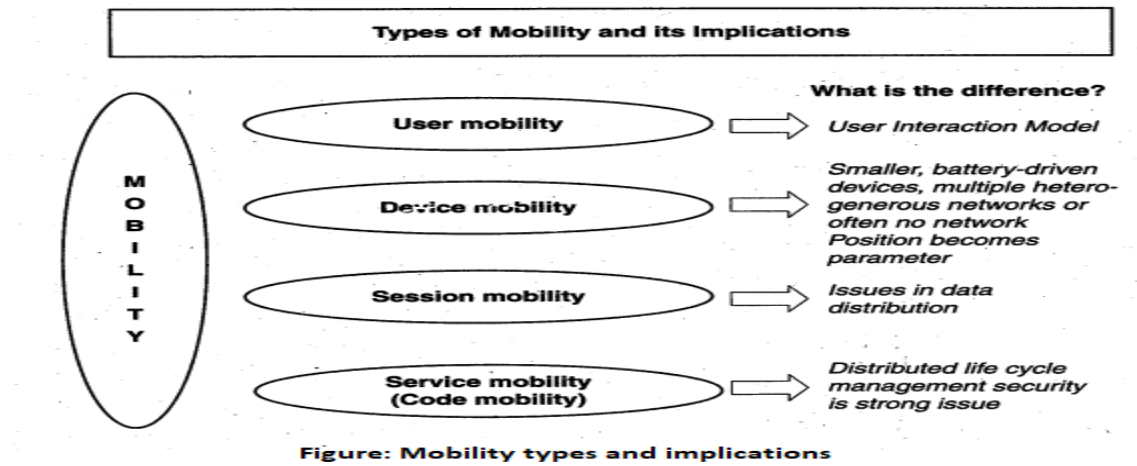 Types of Mobility and its Implications
What is the difference?
MOBILITY
User mobility
User Interaction Model
Device mobility
Smaller, battery-driven
devices, multiple hetero-
generous networks or
often no network
Position becomes
parameter
Session mobility
Issues in data
distribution
Service mobility
(Code mobility)
Distributed life cycle
management security
is strong issue
Figure: Mobility types and implications